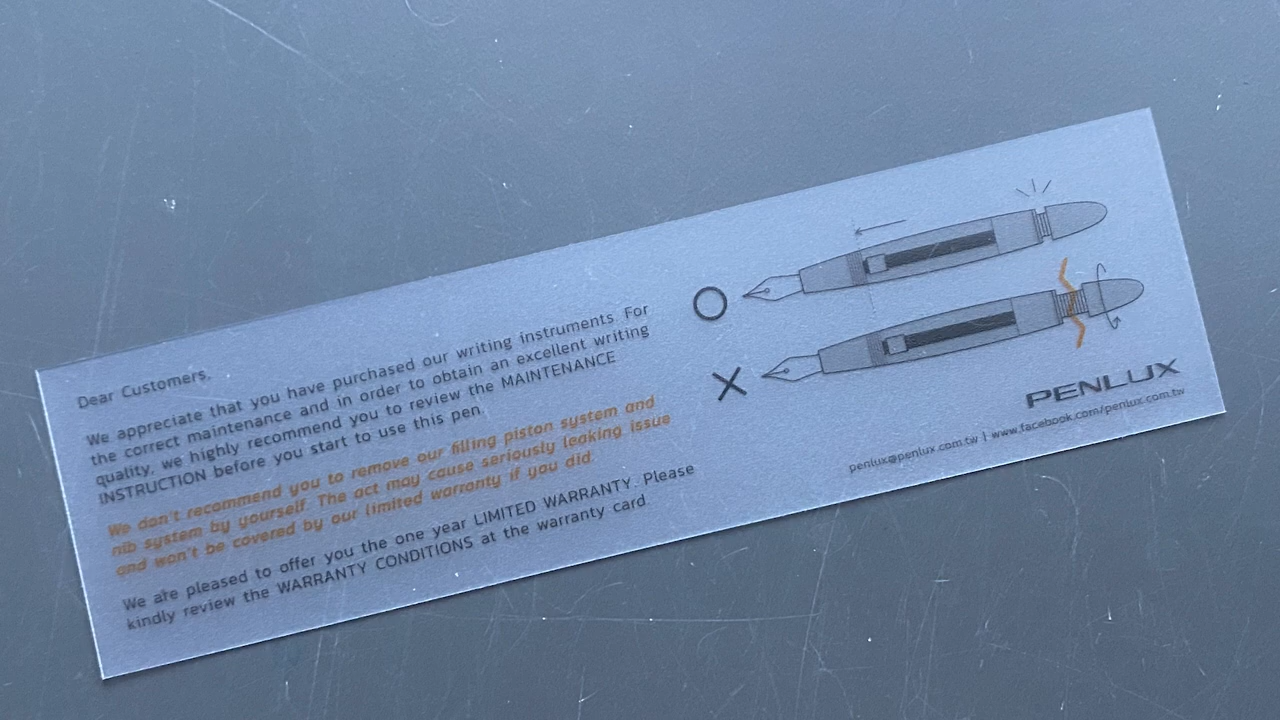 Dear Customers,
We appreciate that you have purchased our writing instruments. For
the correct maintenance and in order to obtain an excellent writing
quality, we highly recommend you to review the MAINTENANCE
INSTRUCTION before you start to use this pen.
We don't recommend you to remove our filling piston system and
nib system by yourself. The act may cause seriously leaking issue
and won't be covered by our limited warranty if you did.
We are pleased to offer you the one year LIMITED WARRANTY. Please
kindly review the WARRANTY CONDITIONS at the warranty card
PENLUX
penlux@penlux.com.tw | www.facebook.com/penlux.com.tw